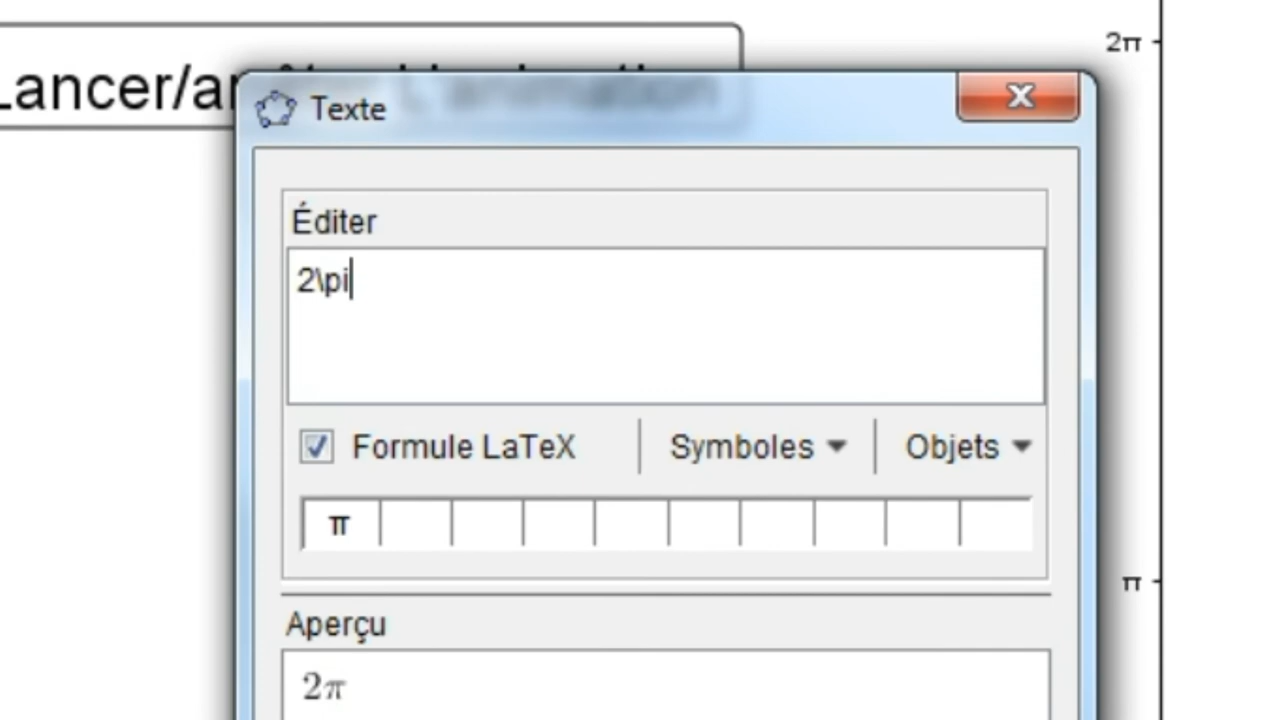 2π
Lancer/ar
Texte
Éditer
2\pi
Formule LaTeX
Symboles
Objets
π
π
Aperçu
2π